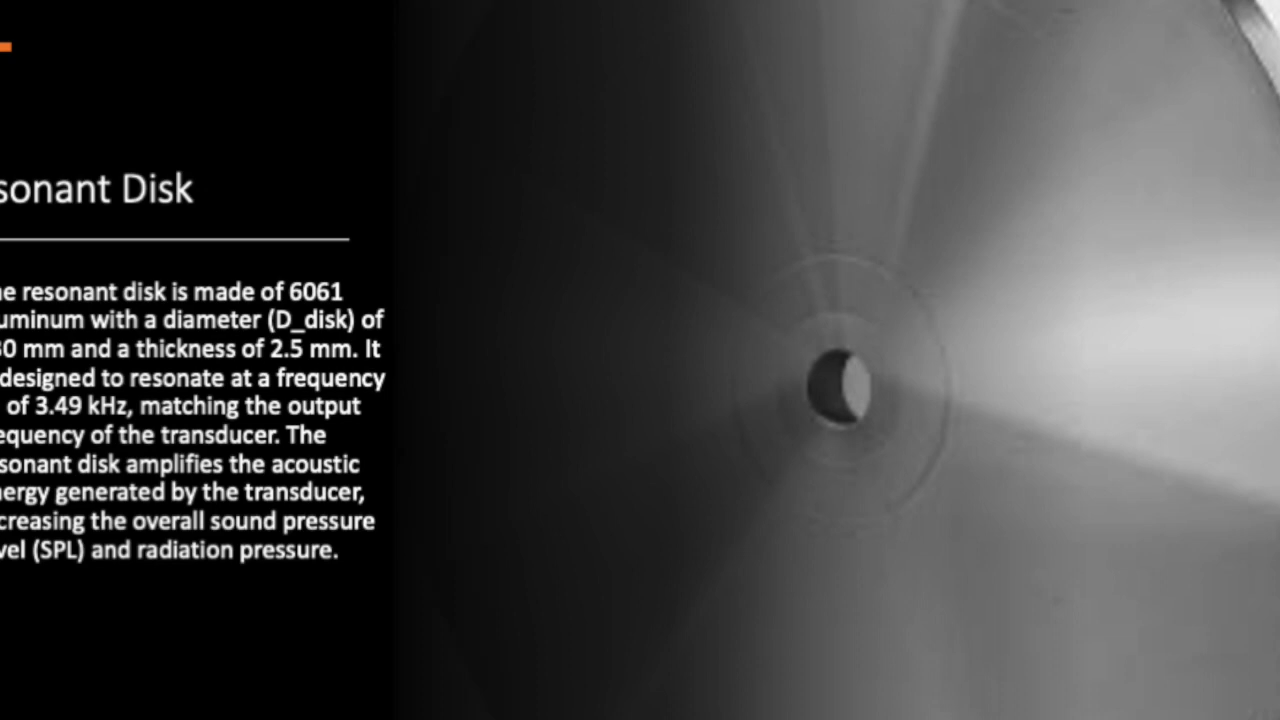 sonant Disk
e resonant disk is made of 6061
uminum with a diameter (D_disk) of
30 mm and a thickness of 2.5 mm. It
designed to resonate at a frequency
of 3.49 kHz, matching the output
equency of the transducer. The
sonant disk amplifies the acoustic
ergy generated by the transducer,
creasing the overall sound pressure
vel (SPL) and radiation pressure.